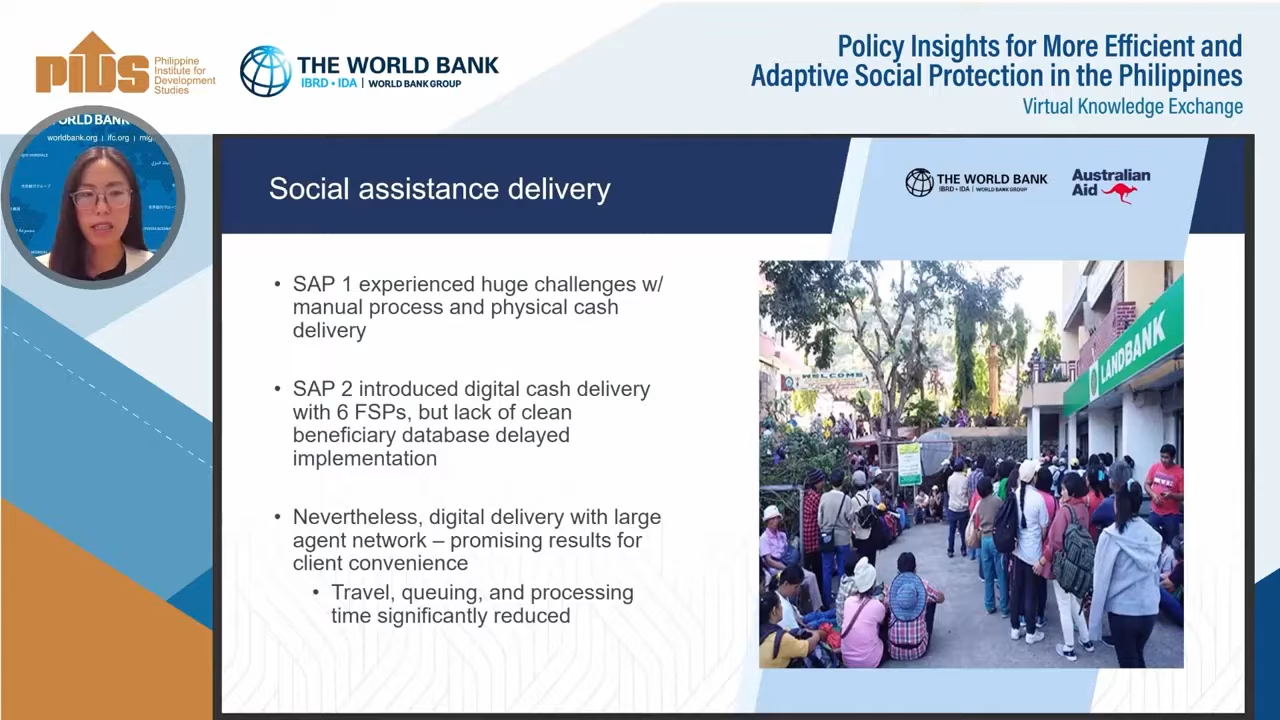 PIDS
Philippine
Institute for
Development
Studies
THE WORLD BANK
IBRD • IDA | WORLD BANK GROUP
Policy Insights for More Efficient and
Adaptive Social Protection in the Philippines
Virtual Knowledge Exchange
WORLD BANK
worldbank.org | ifc.org |
Social assistance delivery
THE WORLD BANK
IBRD • IDA | WORLD BANK GROUP
Australian
Aid
• SAP 1 experienced huge challenges w/
manual process and physical cash
delivery
• SAP 2 introduced digital cash delivery
with 6 FSPs, but lack of clean
beneficiary database delayed
implementation
• Nevertheless, digital delivery with large
agent network – promising results for
client convenience
• Travel, queuing, and processing
time significantly reduced
WELCOME
LANDBANK